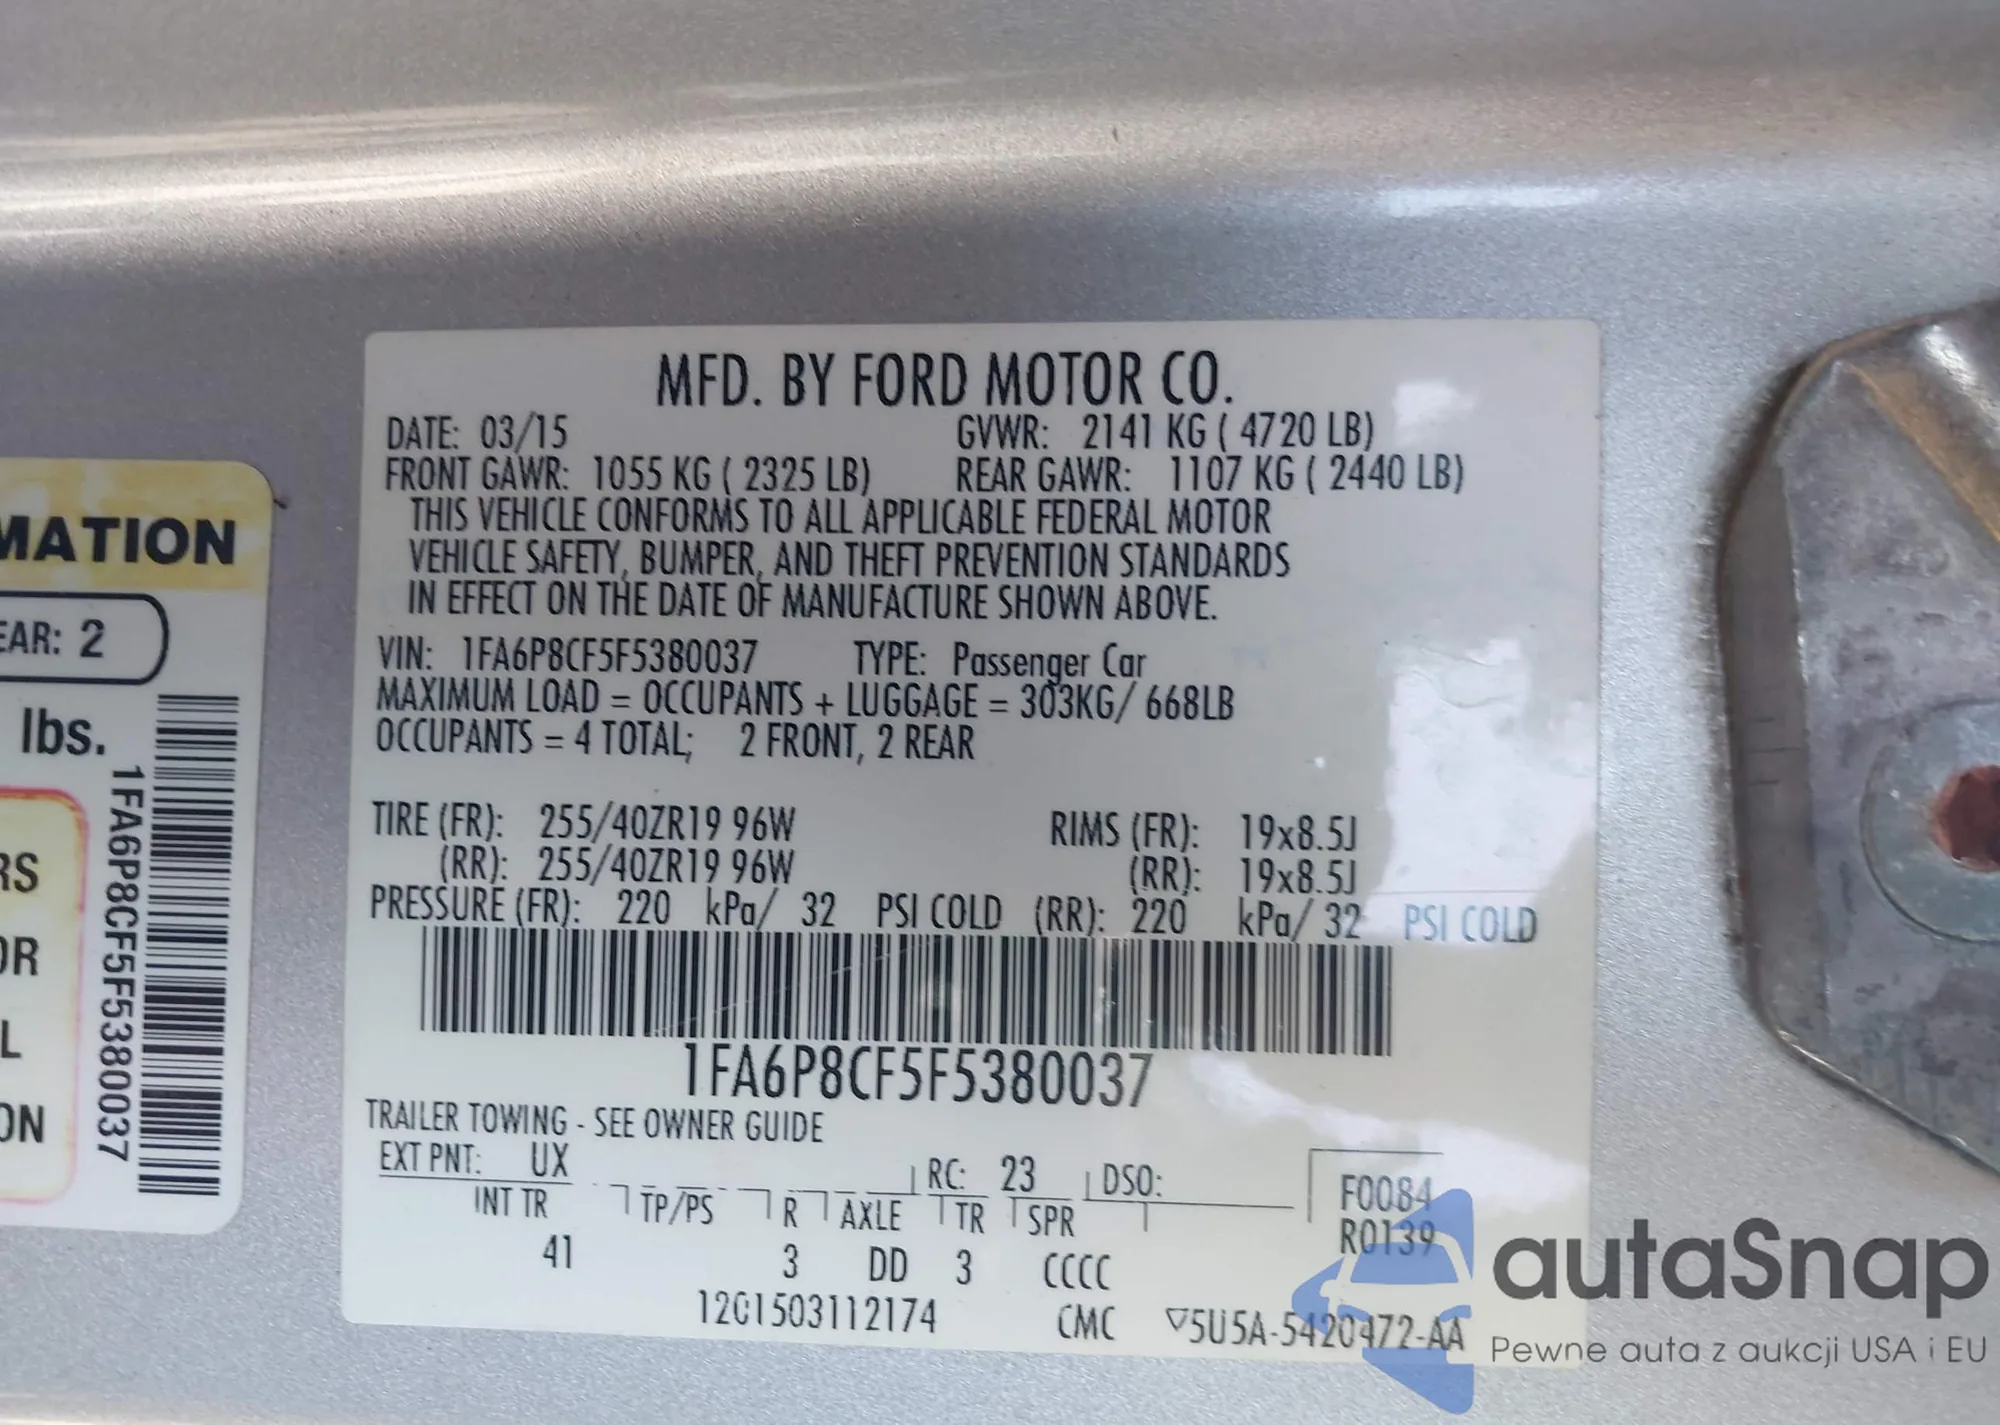 MFD. BY FORD MOTOR CO.
DATE: 03/15 GVWR: 2141 KG ( 4720 LB)
FRONT GAWR: 1055 KG ( 2325 LB) REAR GAWR: 1107 KG ( 2440 LB)
THIS VEHICLE CONFORMS TO ALL APPLICABLE FEDERAL MOTOR
VEHICLE SAFETY, BUMPER, AND THEFT PREVENTION STANDARDS
IN EFFECT ON THE DATE OF MANUFACTURE SHOWN ABOVE.
VIN: 1FA6P8CF5F5380037 TYPE: Passenger Car
MAXIMUM LOAD = OCCUPANTS + LUGGAGE = 303KG/ 668LB
OCCUPANTS = 4 TOTAL; 2 FRONT, 2 REAR
TIRE (FR): 255/40ZR19 96W RIMS (FR): 19x8.5J
(RR): 255/40ZR19 96W (RR): 19x8.5J
PRESSURE (FR): 220 kPa/ 32 PSI COLD (RR): 220 kPa/ 32 PSI COLD
1FA6P8CF5F5380037
TRAILER TOWING - SEE OWNER GUIDE
EXT PNT: UX RC: 23 DSO: F0084
INT TR TP/PS R AXLE TR SPR R0139
41 3 DD 3 CCCC
12G1503112174 CMC ▽5U5A-5420472-AA
MATION
EAR: 2
lbs.
1FA6P8CF5F5380037
RS
OR
L
ON
autaSnap
Pewne auta z aukcji USA i EU